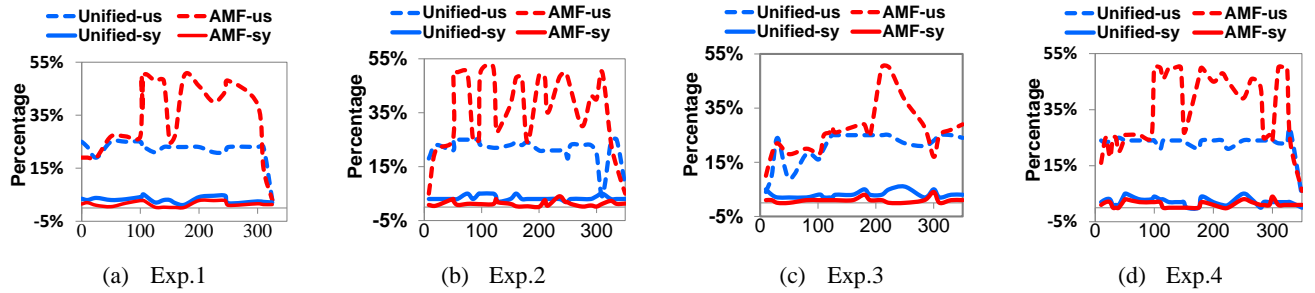 Unified-us AMF-us
Unified-sy AMF-sy
55%
35%
15%
-5%
Percentage
0 100 200 300
(a) Exp.1
Unified-us AMF-us
Unified-sy AMF-sy
55%
35%
15%
-5%
Percentage
0 100 200 300
(b) Exp.2
Unified-us AMF-us
Unified-sy AMF-sy
55%
35%
15%
-5%
Percentage
0 100 200 300
(c) Exp.3
Unified-us AMF-us
Unified-sy AMF-sy
55%
35%
15%
-5%
Percentage
0 100 200 300
(d) Exp.4